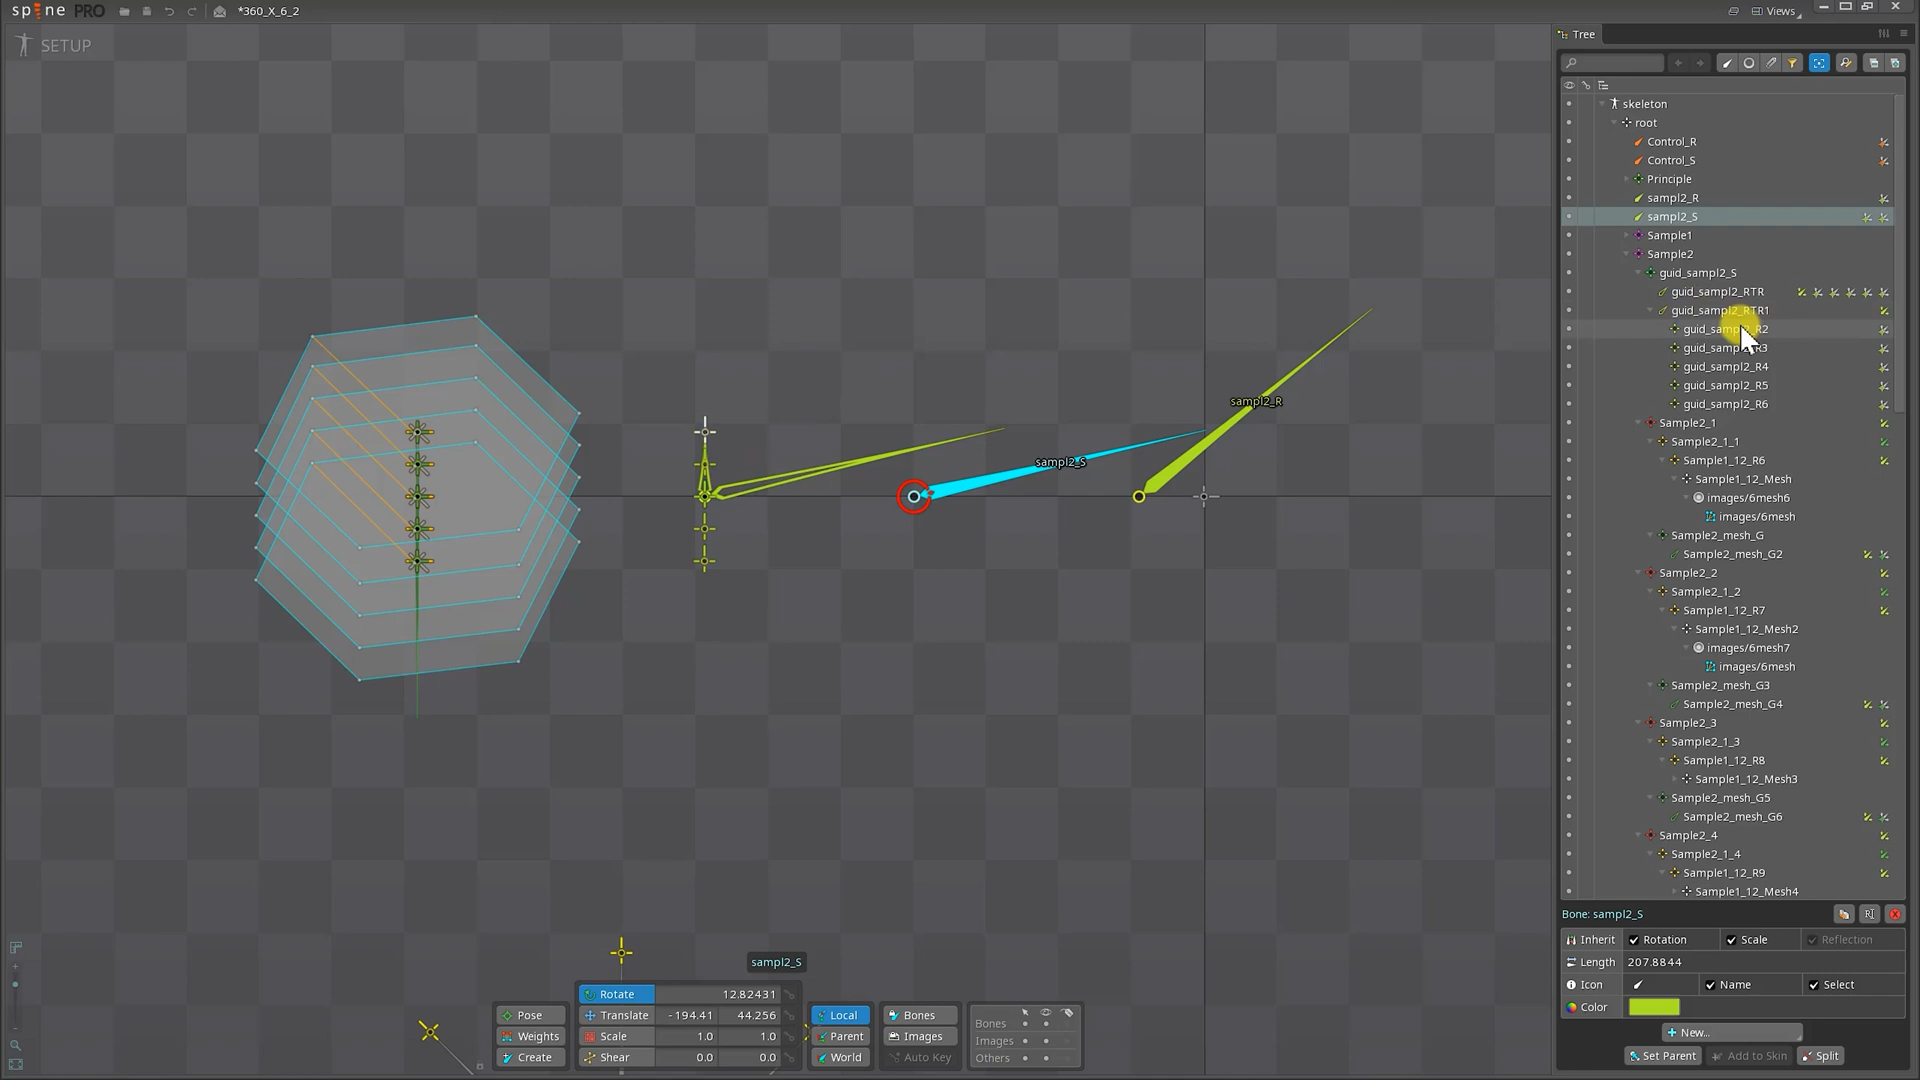 spine PRO
*360_X_6_2
Views
SETUP
Tree
skeleton
root
Control_R
Control_S
Principle
sampl2_R
sampl2_S
Sample1
Sample2
guid_sampl2_S
guid_sampl2_RTR
guid_sampl2_RTR1
guid_samp R2
guid_samp R3
guid_sampl2_R4
guid_sampl2_R5
guid_sampl2_R6
Sample2_1
Sample2_1_1
Sample1_12_R6
Sample1_12_Mesh
images/6mesh6
images/6mesh
Sample2_mesh_G
Sample2_mesh_G2
Sample2_2
Sample2_1_2
Sample1_12_R7
Sample1_12_Mesh2
images/6mesh7
images/6mesh
Sample2_mesh_G3
Sample2_mesh_G4
Sample2_3
Sample2_1_3
Sample1_12_R8
Sample1_12_Mesh3
Sample2_mesh_G5
Sample2_mesh_G6
Sample2_4
Sample2_1_4
Sample1_12_R9
Sample1_12_Mesh4
sampl2_R
sampl2_S
sampl2_S
Pose
Weights
Create
Rotate 12.82431
Translate -194.41 44.256
Scale 1.0 1.0
Shear 0.0 0.0
Local
Parent
World
Bones
Images
Auto Key
Bones
Images
Others
Bone: sampl2_S
Inherit Rotation Scale Reflection
Length 207.8844
Icon Name Select
Color
New...
Set Parent Add to Skin Split